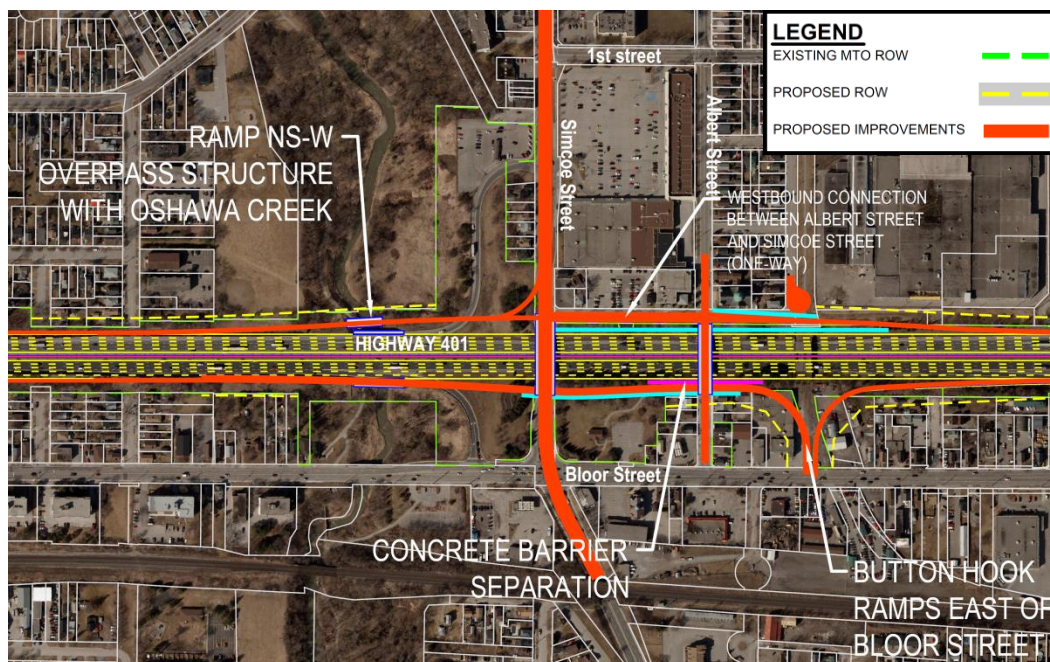 LEGEND
EXISTING MTO ROW
PROPOSED ROW
PROPOSED IMPROVEMENTS
1st street
Simcoe Street
Albert Street
RAMP NS-W
OVERPASS STRUCTURE
WITH OSHAWA CREEK
WESTBOUND CONNECTION
BETWEEN ALBERT STREET
AND SIMCOE STREET
(ONE-WAY)
HIGHWAY 401
Bloor Street
CONCRETE BARRIER
SEPARATION
BUTTON HOOK
RAMPS EAST OF
BLOOR STREET